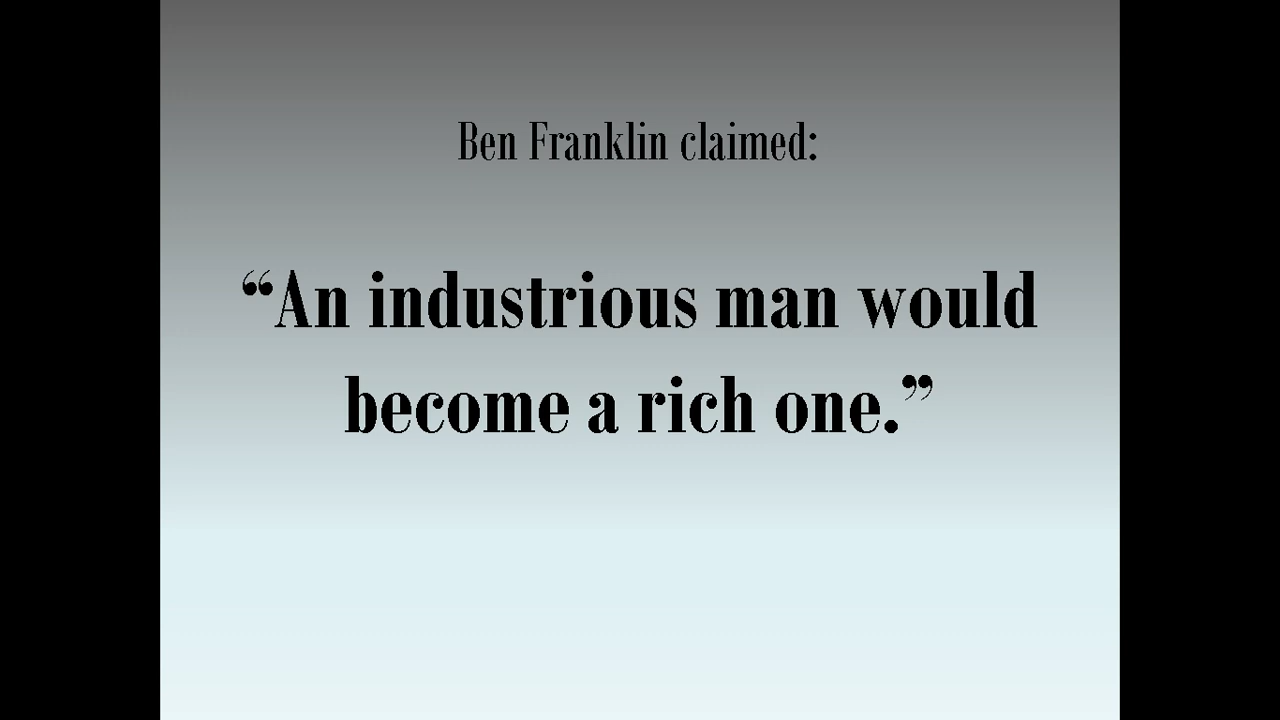 Ben Franklin claimed:
“An industrious man would
become a rich one.”